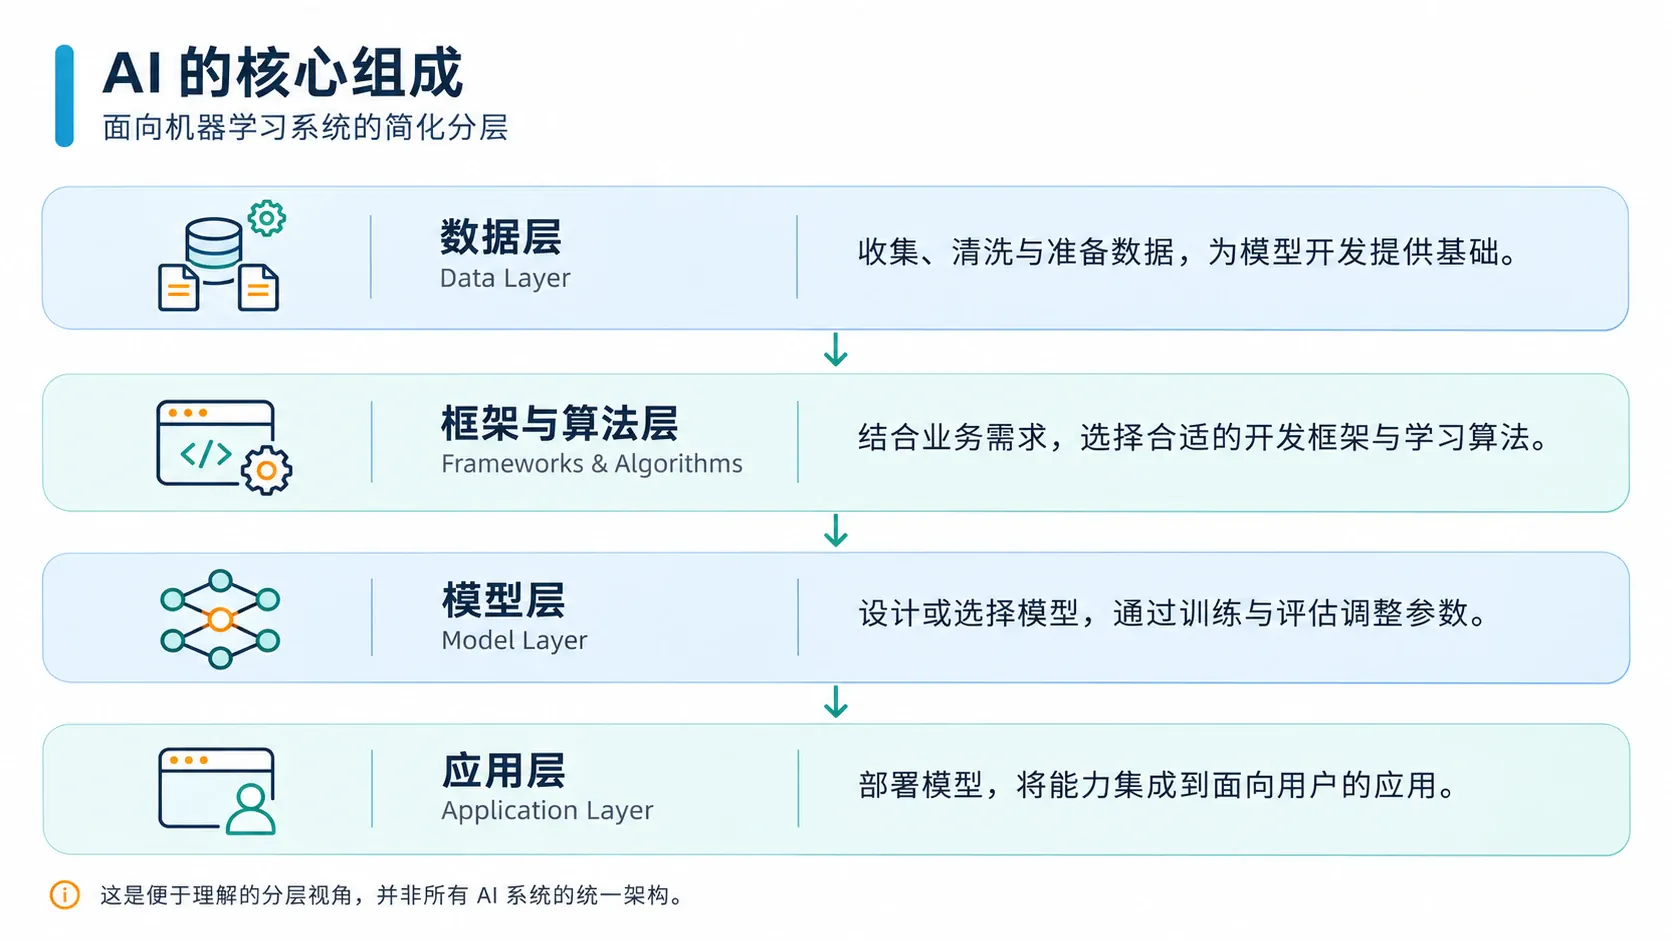 AI 的核心组成
面向机器学习系统的简化分层
数据层
Data Layer
收集、清洗与准备数据，为模型开发提供基础。
框架与算法层
Frameworks & Algorithms
结合业务需求，选择合适的开发框架与学习算法。
</>
模型层
Model Layer
设计或选择模型，通过训练与评估调整参数。
应用层
Application Layer
部署模型，将能力集成到面向用户的应用。
这是便于理解的分层视角，并非所有 AI 系统的统一架构。